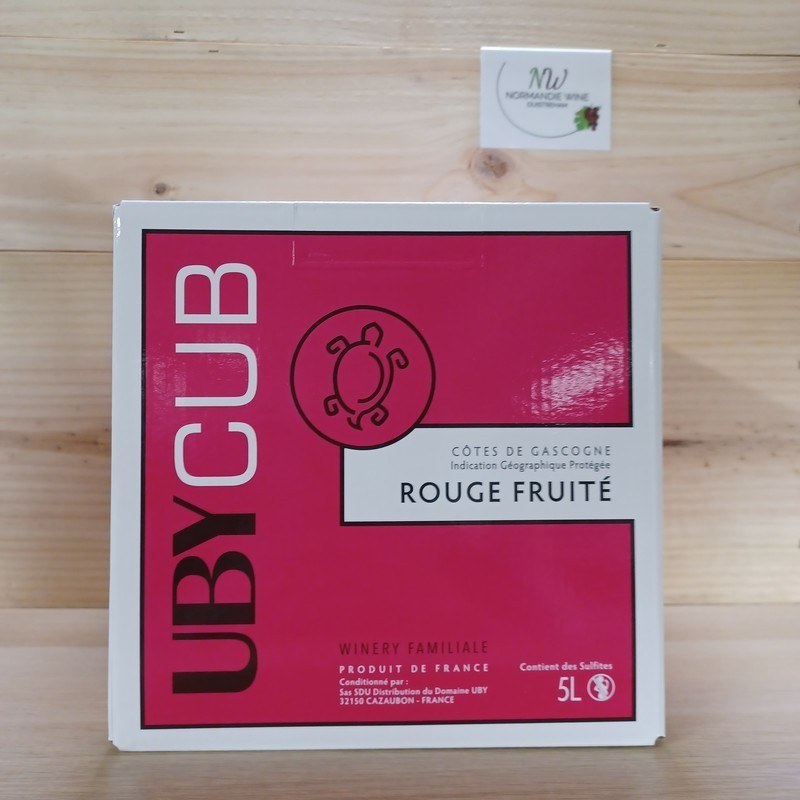 NW
NORMANDIE WINE
OUISTREHAM
UBYCUB
CÔTES DE GASCOGNE
Indication Géographique Protégée
ROUGE FRUITÉ
WINERY FAMILIALE
PRODUIT DE FRANCE
Conditionné par :
Sas SDU Distribution du Domaine UBY
32150 CAZAUBON - FRANCE
Contient des Sulfites
5L